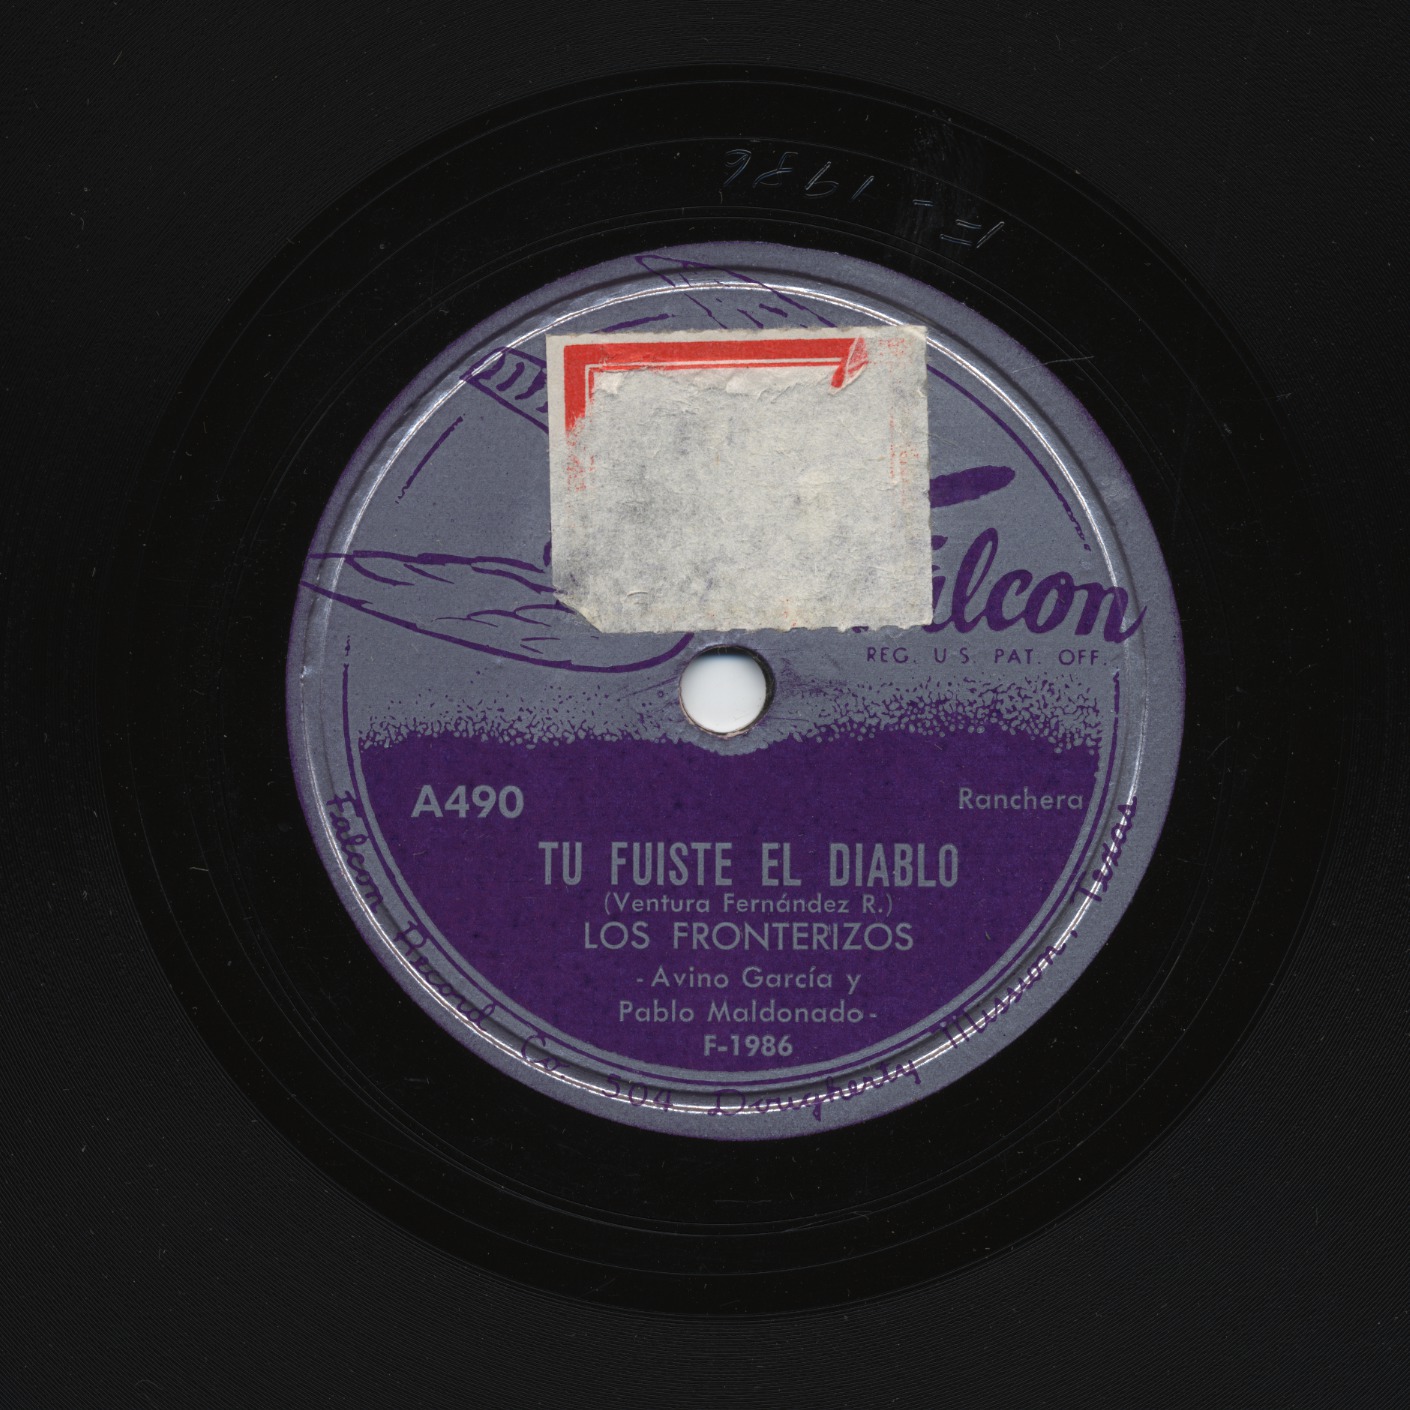 Falcon
REG. U.S. PAT. OFF.
A490
Ranchera
TU FUISTE EL DIABLO
(Ventura Fernández R.)
LOS FRONTERIZOS
-Avino García y
Pablo Maldonado-
F-1986
Falcon Record Co. 504 Dougherty Mission, Texas